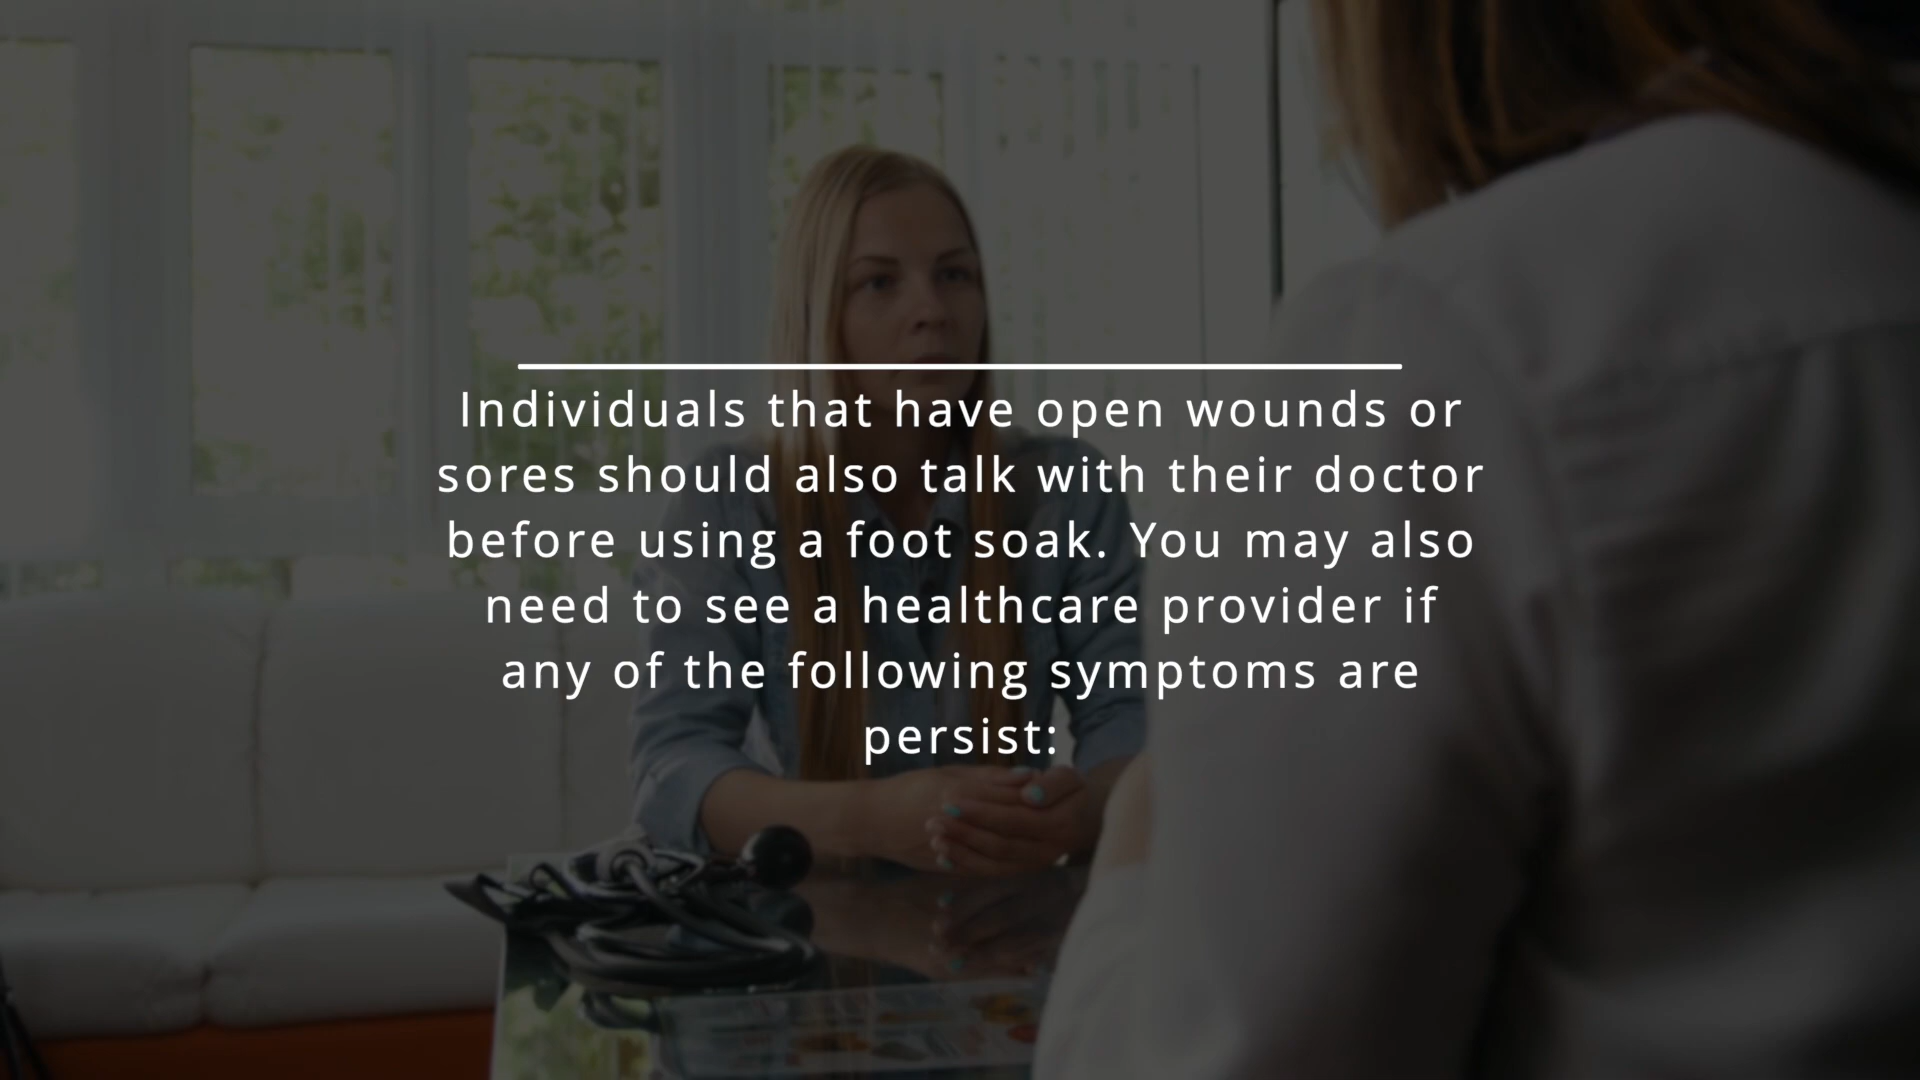 Individuals that have open wounds or
sores should also talk with their doctor
before using a foot soak. You may also
need to see a healthcare provider if
any of the following symptoms are
persist: